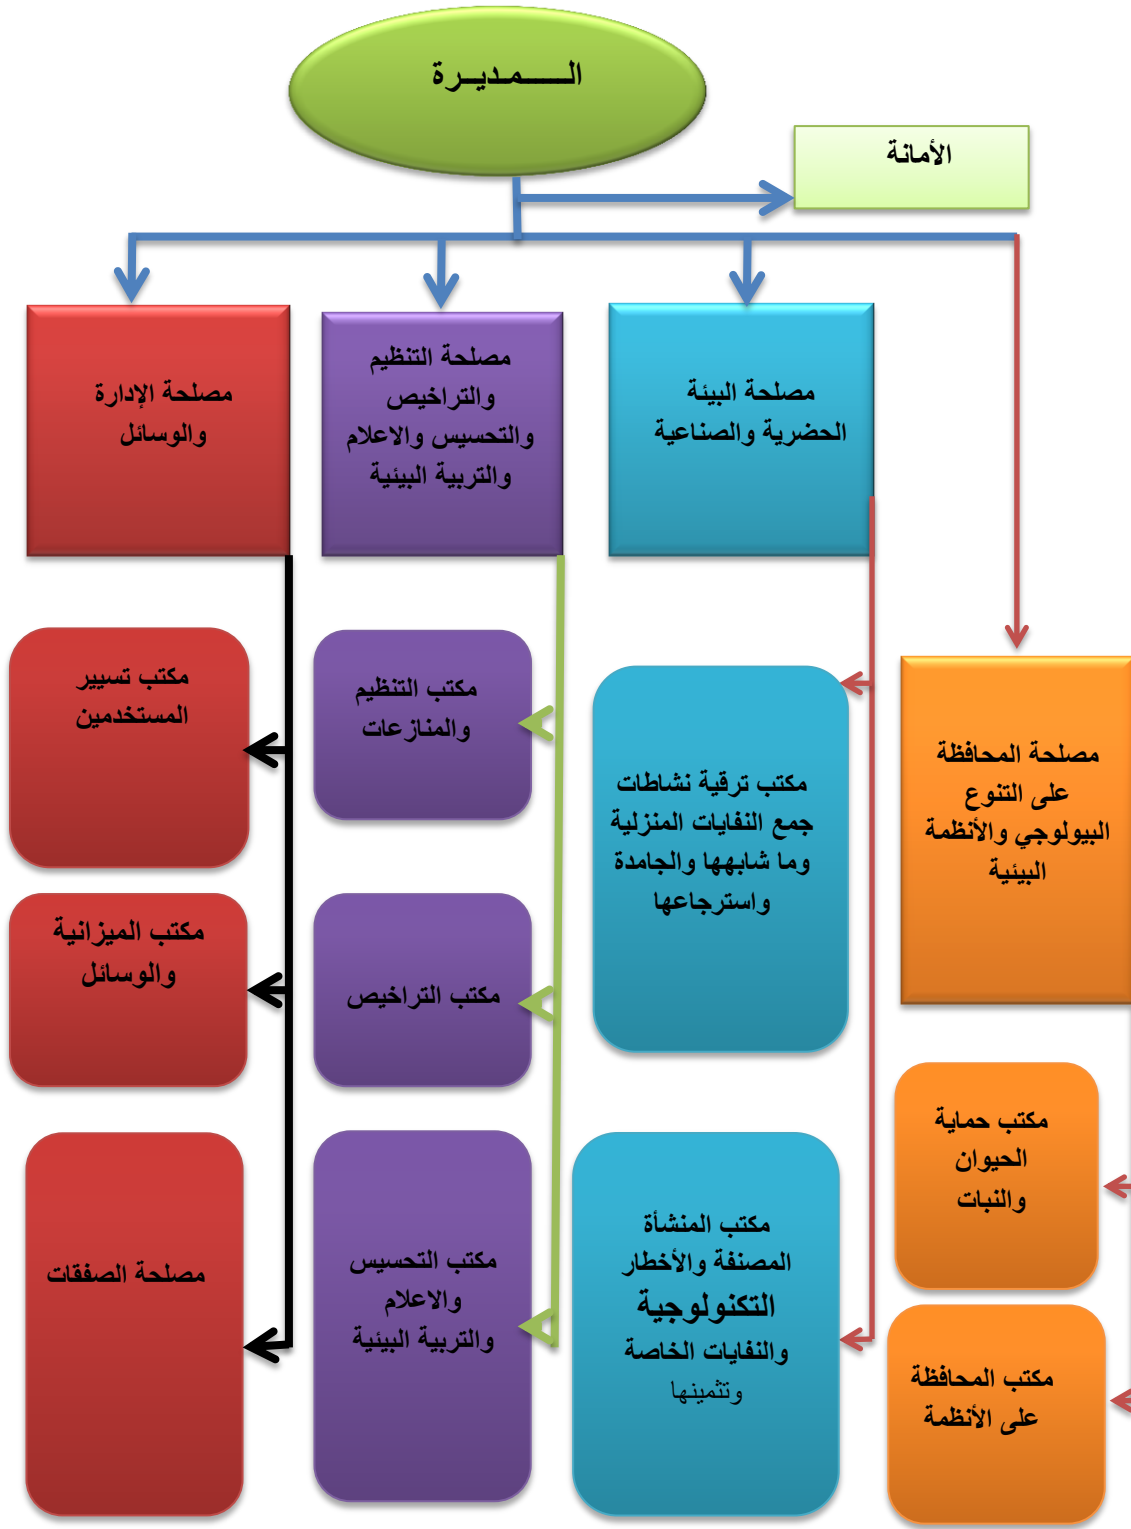 الـــــمـديــرة
الأمانة
مصلحة البيئة
الحضرية والصناعية
مصلحة التنظيم
والتراخيص
والتحسيس والاعلام
والتربية البيئية
مصلحة الإدارة
والوسائل
مصلحة المحافظة
على التنوع
البيولوجي والأنظمة
البيئية
مكتب ترقية نشاطات
جمع النفايات المنزلية
وما شابهها والجامدة
واسترجاعها
مكتب التنظيم
والمنازعات
مكتب تسيير
المستخدمين
مكتب التراخيص
مكتب الميزانية
والوسائل
مكتب حماية
الحيوان
والنبات
مكتب المنشأة
المصنفة والأخطار
التكنولوجية
والنفايات الخاصة
وتثمينها
مكتب التحسيس
والاعلام
والتربية البيئية
مصلحة الصفقات
مكتب المحافظة
على الأنظمة